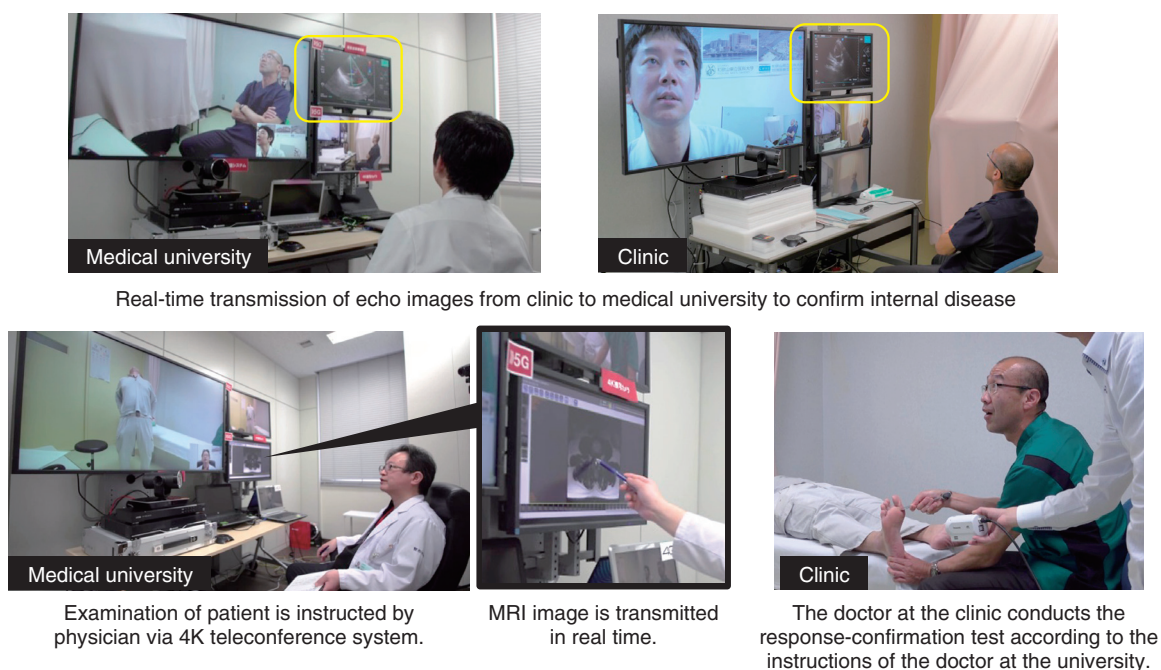 Medical university
Clinic
Real-time transmission of echo images from clinic to medical university to confirm internal disease
5G
Medical university
Clinic
Examination of patient is instructed by
physician via 4K teleconference system.
MRI image is transmitted
in real time.
The doctor at the clinic conducts the
response-confirmation test according to the
instructions of the doctor at the university.